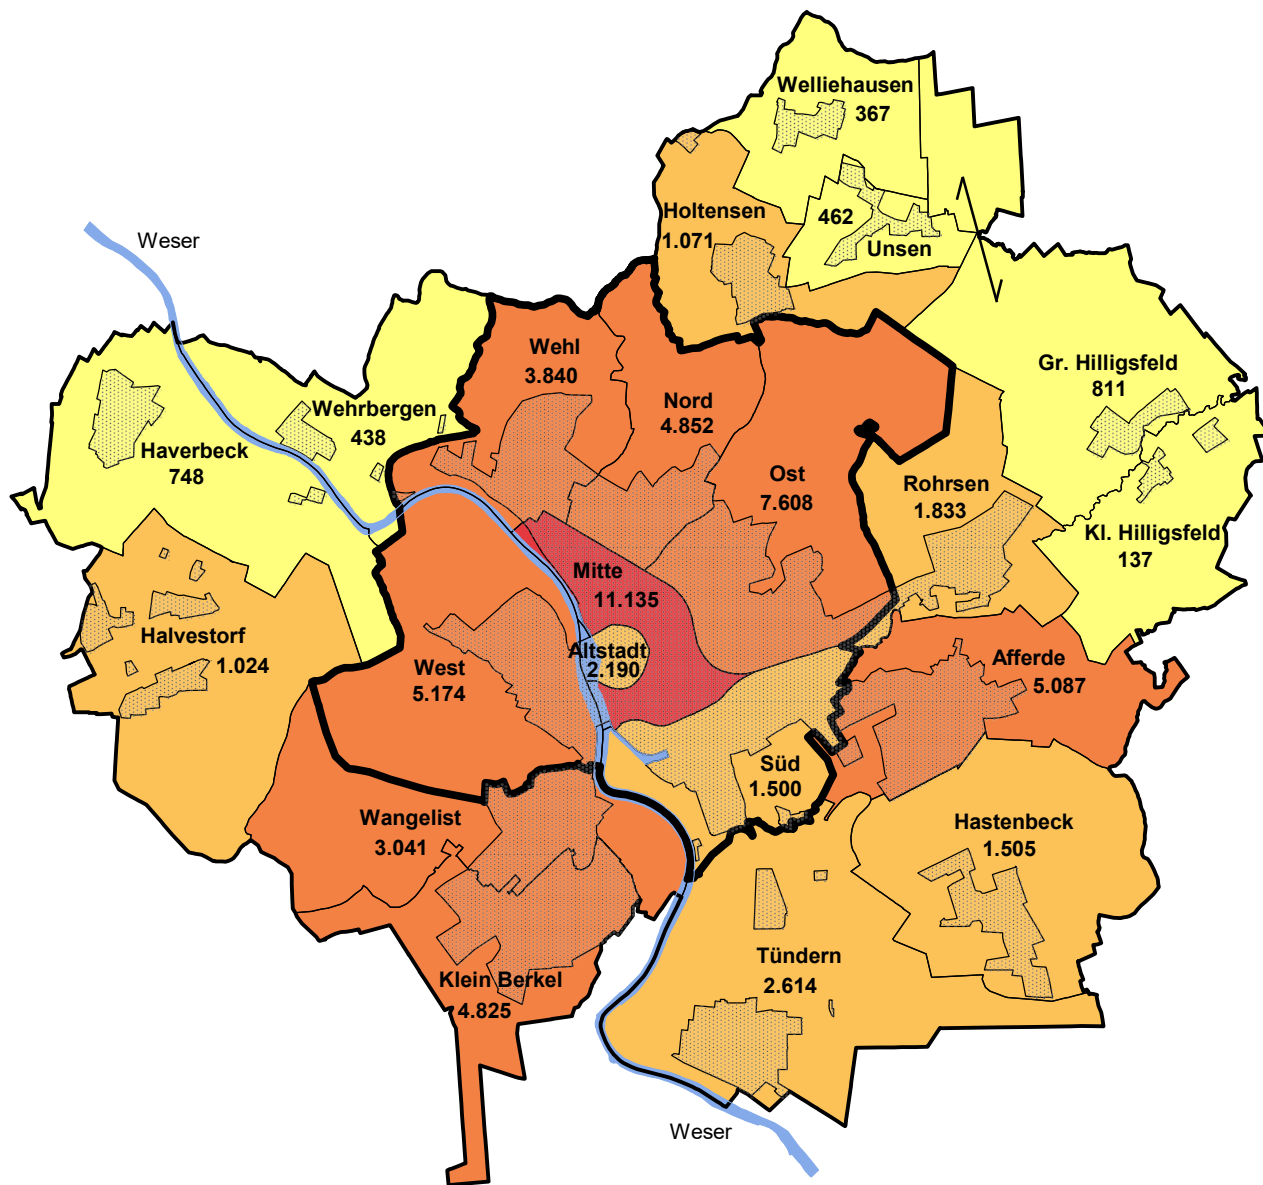 Welliehausen
367
Holtensen
1.071
462
Unsen
Weser
Wehl
3.840
Nord
4.852
Gr. Hilligsfeld
811
Wehrbergen
438
Haverbeck
748
Ost
7.608
Rohrsen
1.833
Kl. Hilligsfeld
137
Mitte
11.135
Halvestorf
1.024
Altstadt
2.190
West
5.174
Afferde
5.087
Süd
1.500
Wangelist
3.041
Hastenbeck
1.505
Tündern
2.614
Klein Berkel
4.825
Weser